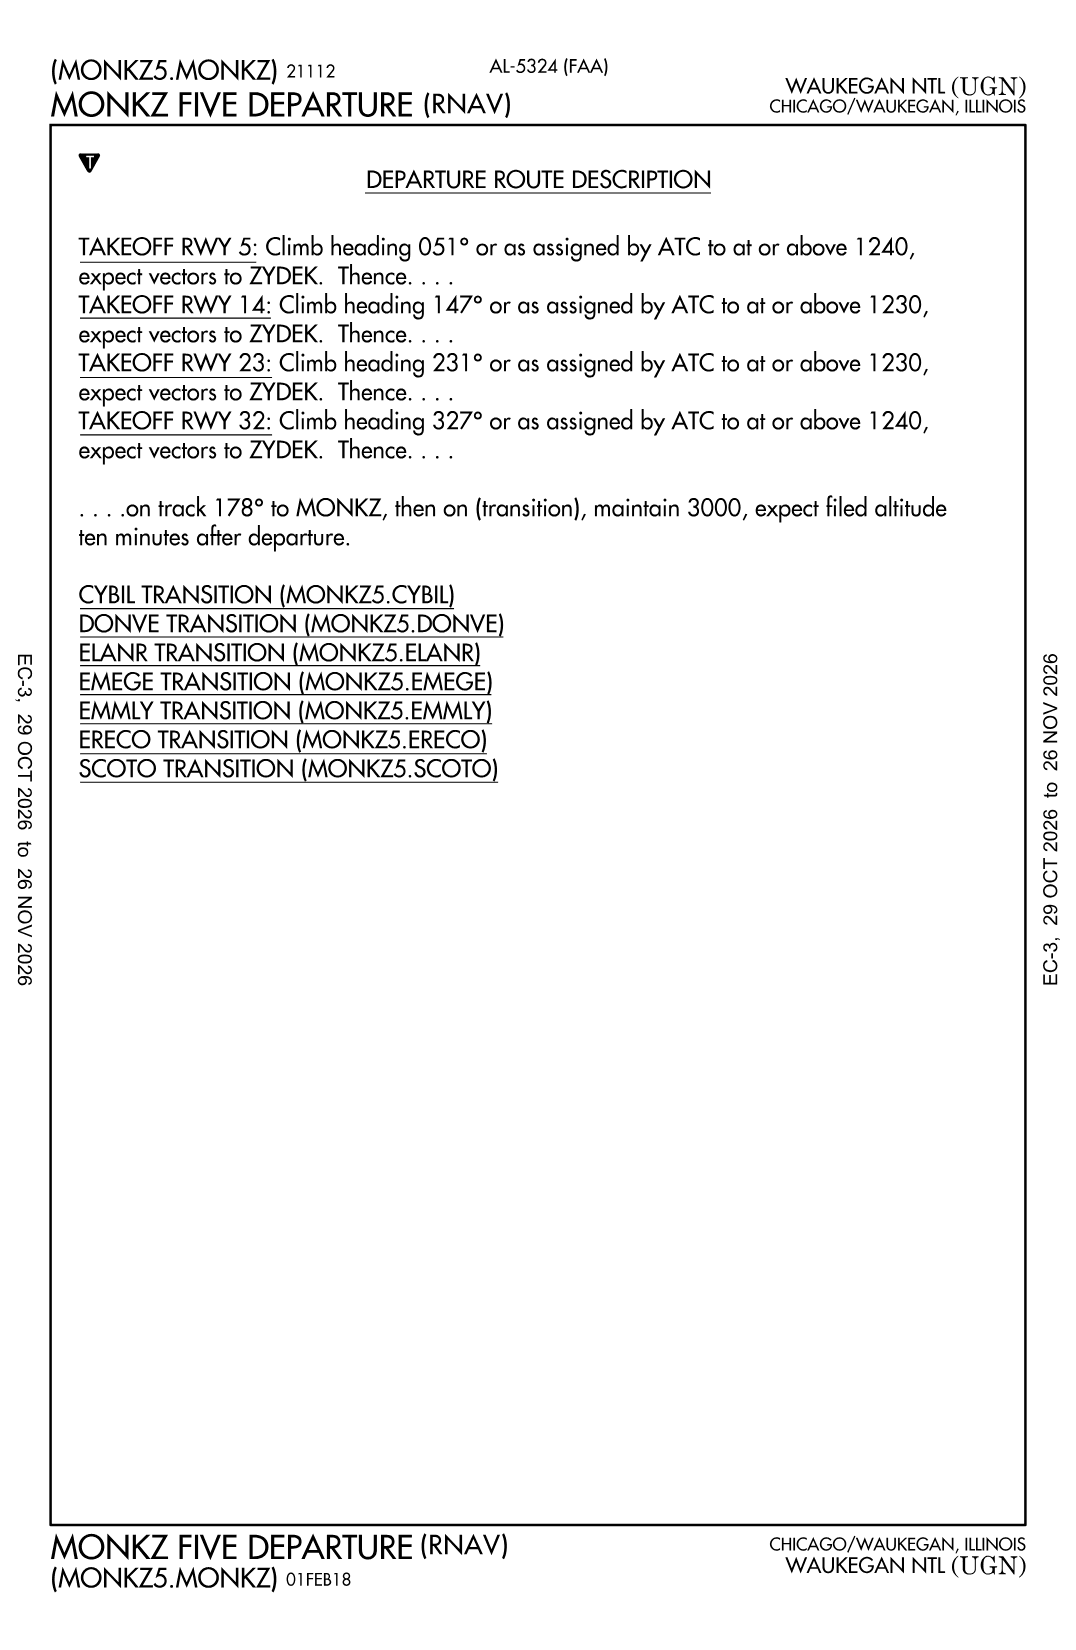 (MONKZ5.MONKZ) 21112
AL-5324 (FAA)
WAUKEGAN NTL (UGN)
MONKZ FIVE DEPARTURE (RNAV)
CHICAGO/WAUKEGAN, ILLINOIS
T
DEPARTURE ROUTE DESCRIPTION
TAKEOFF RWY 5: Climb heading 051° or as assigned by ATC to at or above 1240,
expect vectors to ZYDEK. Thence. . . .
TAKEOFF RWY 14: Climb heading 147° or as assigned by ATC to at or above 1230,
expect vectors to ZYDEK. Thence. . . .
TAKEOFF RWY 23: Climb heading 231° or as assigned by ATC to at or above 1230,
expect vectors to ZYDEK. Thence. . . .
TAKEOFF RWY 32: Climb heading 327° or as assigned by ATC to at or above 1240,
expect vectors to ZYDEK. Thence. . . .
. . . .on track 178° to MONKZ, then on (transition), maintain 3000, expect filed altitude
ten minutes after departure.
CYBIL TRANSITION (MONKZ5.CYBIL)
DONVE TRANSITION (MONKZ5.DONVE)
ELANR TRANSITION (MONKZ5.ELANR)
EMEGE TRANSITION (MONKZ5.EMEGE)
EMMLY TRANSITION (MONKZ5.EMMLY)
ERECO TRANSITION (MONKZ5.ERECO)
SCOTO TRANSITION (MONKZ5.SCOTO)
EC-3, 29 OCT 2026 to 26 NOV 2026
EC-3, 29 OCT 2026 to 26 NOV 2026
MONKZ FIVE DEPARTURE (RNAV)
CHICAGO/WAUKEGAN, ILLINOIS
WAUKEGAN NTL (UGN)
(MONKZ5.MONKZ) 01FEB18